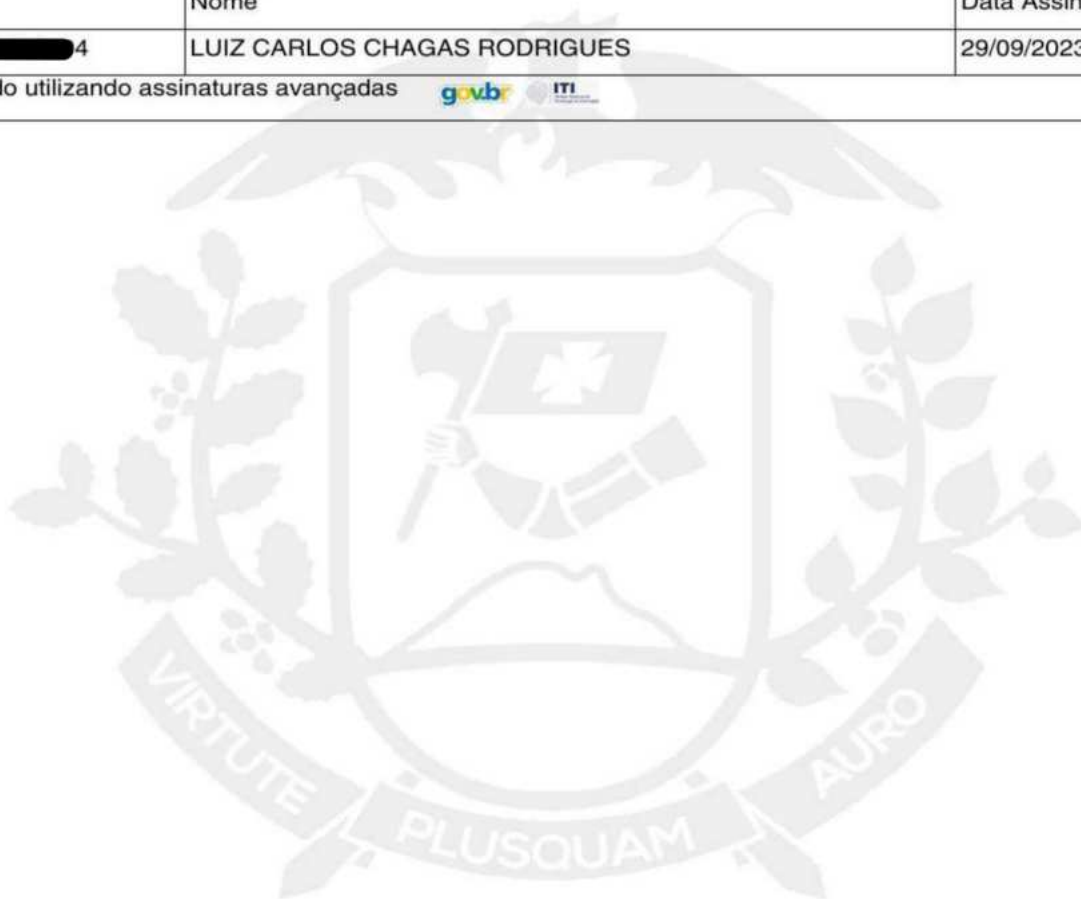 Nome Data Assin
4 LUIZ CARLOS CHAGAS RODRIGUES 29/09/2023
lo utilizando assinaturas avançadas gov.br ITI
VIRTUTE PLUSQUAM AURO